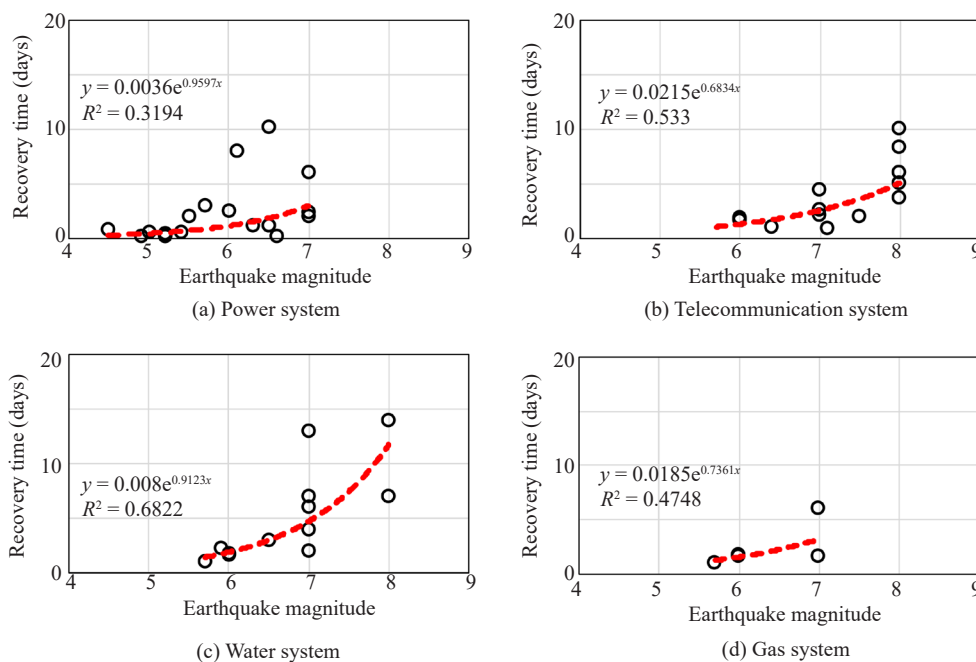 20
10
0
Recovery time (days)
y = 0.0036e^0.9597x
R² = 0.3194
4 5 6 7 8 9
Earthquake magnitude
(a) Power system
20
10
0
Recovery time (days)
y = 0.0215e^0.6834x
R² = 0.533
4 5 6 7 8 9
Earthquake magnitude
(b) Telecommunication system
20
10
0
Recovery time (days)
y = 0.008e^0.9123x
R² = 0.6822
4 5 6 7 8 9
Earthquake magnitude
(c) Water system
20
10
0
Recovery time (days)
y = 0.0185e^0.7361x
R² = 0.4748
4 5 6 7 8 9
Earthquake magnitude
(d) Gas system